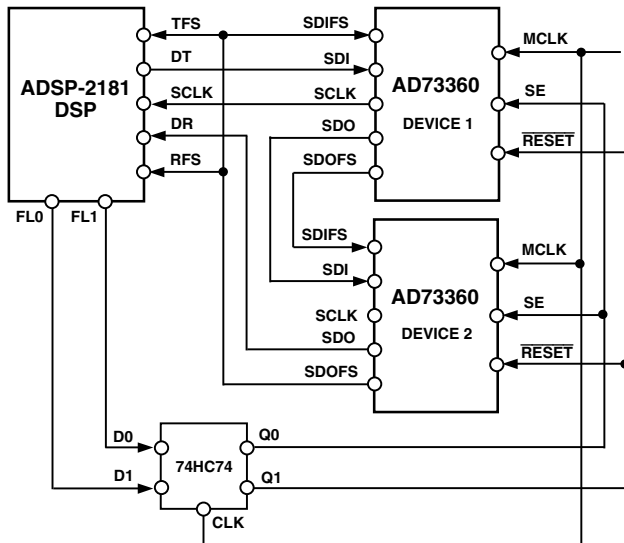 ADSP-2181
DSP
TFS
DT
SCLK
DR
RFS
FL0
FL1
SDIFS
SDI
SCLK
SDO
SDOFS
AD73360
DEVICE 1
MCLK
SE
RESET
SDIFS
SDI
SCLK
SDO
SDOFS
AD73360
DEVICE 2
MCLK
SE
RESET
D0
D1
74HC74
Q0
Q1
CLK